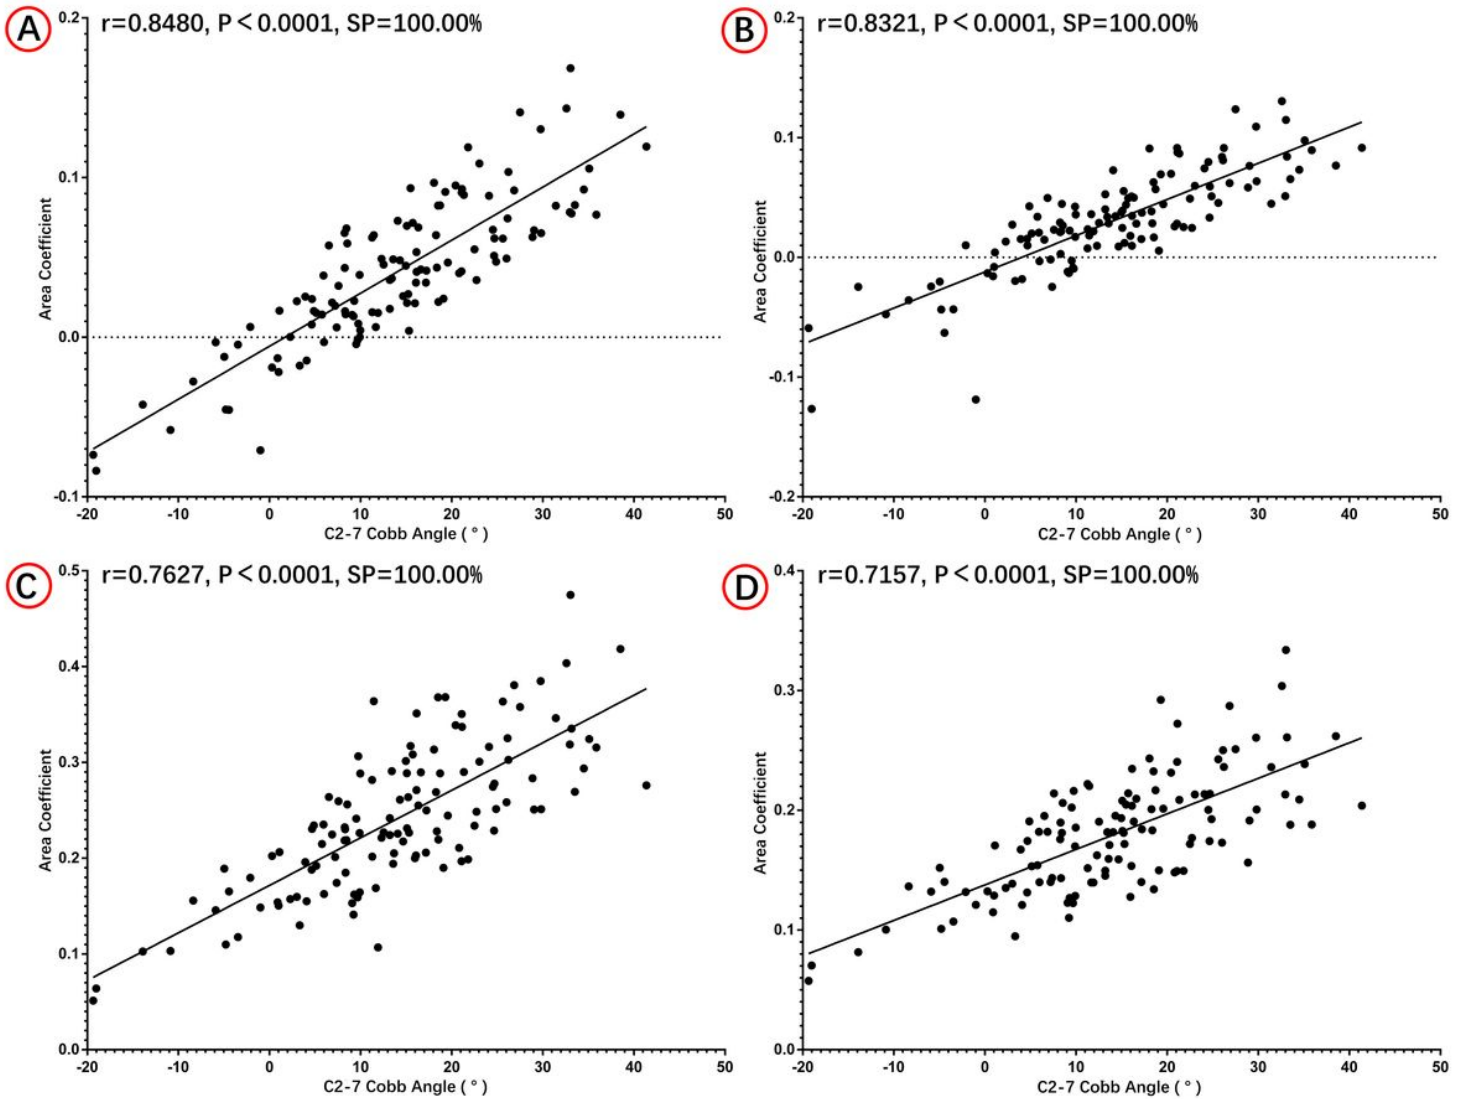 A
r=0.8480, P<0.0001, SP=100.00%
0.2
0.1
0.0
-0.1
Area Coefficient
-20 -10 0 10 20 30 40 50
C2-7 Cobb Angle ( ° )
B
r=0.8321, P<0.0001, SP=100.00%
0.2
0.1
0.0
-0.1
-0.2
Area Coefficient
-20 -10 0 10 20 30 40 50
C2-7 Cobb Angle ( ° )
C
r=0.7627, P<0.0001, SP=100.00%
0.5
0.4
0.3
0.2
0.1
0.0
Area Coefficient
-20 -10 0 10 20 30 40 50
C2-7 Cobb Angle ( ° )
D
r=0.7157, P<0.0001, SP=100.00%
0.4
0.3
0.2
0.1
0.0
Area Coefficient
-20 -10 0 10 20 30 40 50
C2-7 Cobb Angle ( ° )